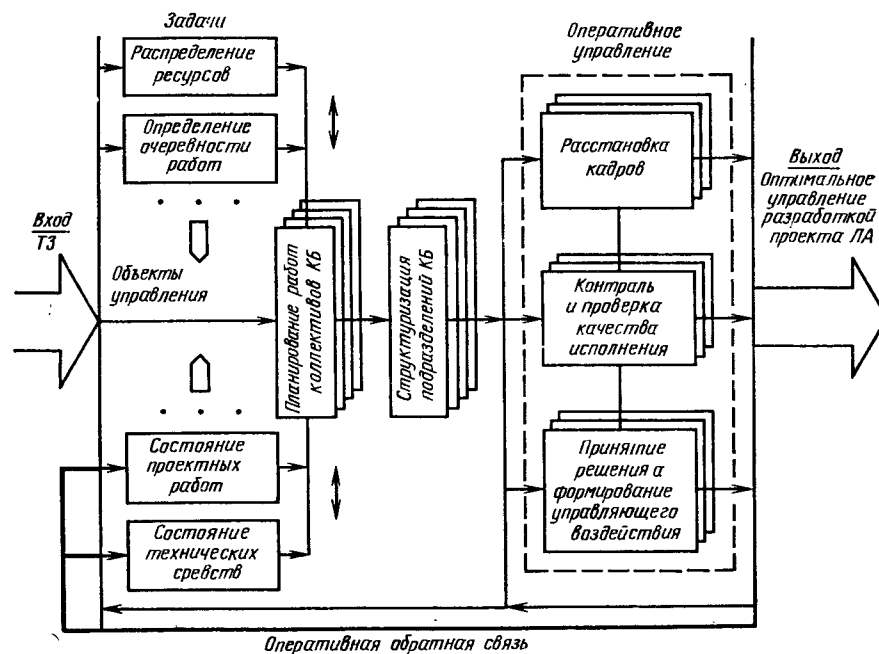 Задачи
Распределение
ресурсов
Определение
очередности
работ
. . .
Вход
ТЗ
Объекты
управления
. . .
Состояние
проектных
работ
Состояние
технических
средств
Планирование работ
коллективов КБ
Структуризация
подразделений КБ
Оперативное
управление
Расстановка
кадров
Контраль
и проверка
качества
исполнения
Принятие
решения а
формирование
управляющего
воздействия
Выход
Оптимальное
управление
разработкой
проекта ЛА
Оперативная обратная связь